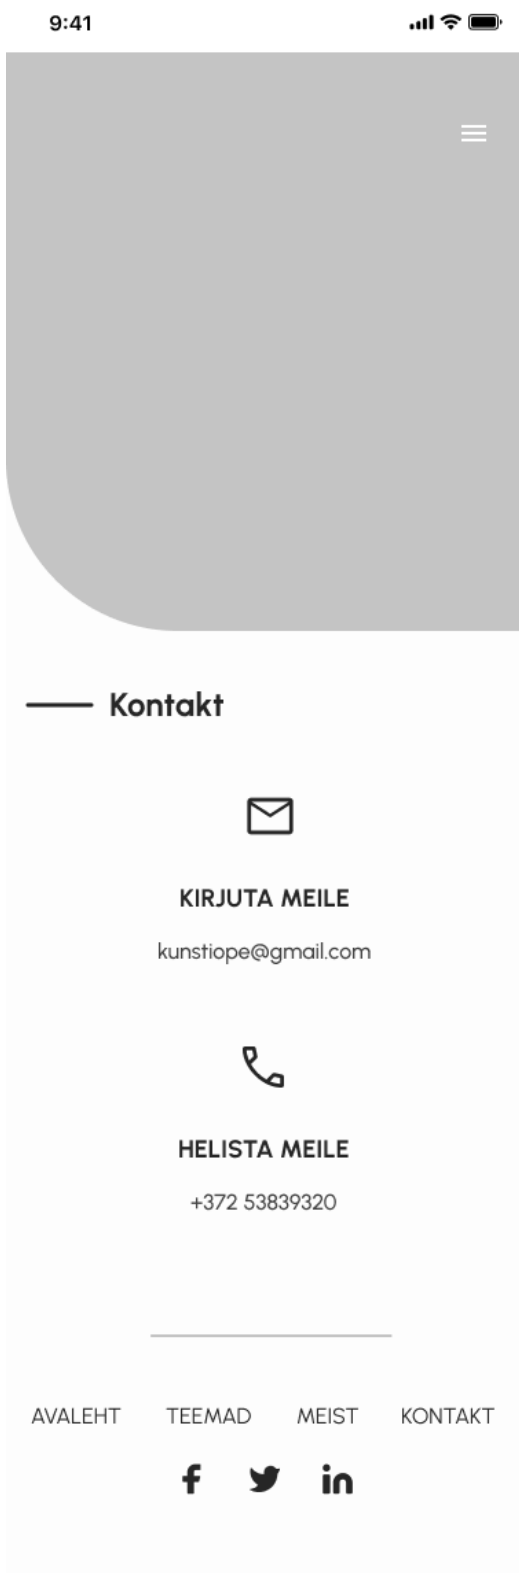 9:41
Kontakt
KIRJUTA MEILE
kunstiope@gmail.com
HELISTA MEILE
+372 53839320
AVALEHT TEEMAD MEIST KONTAKT